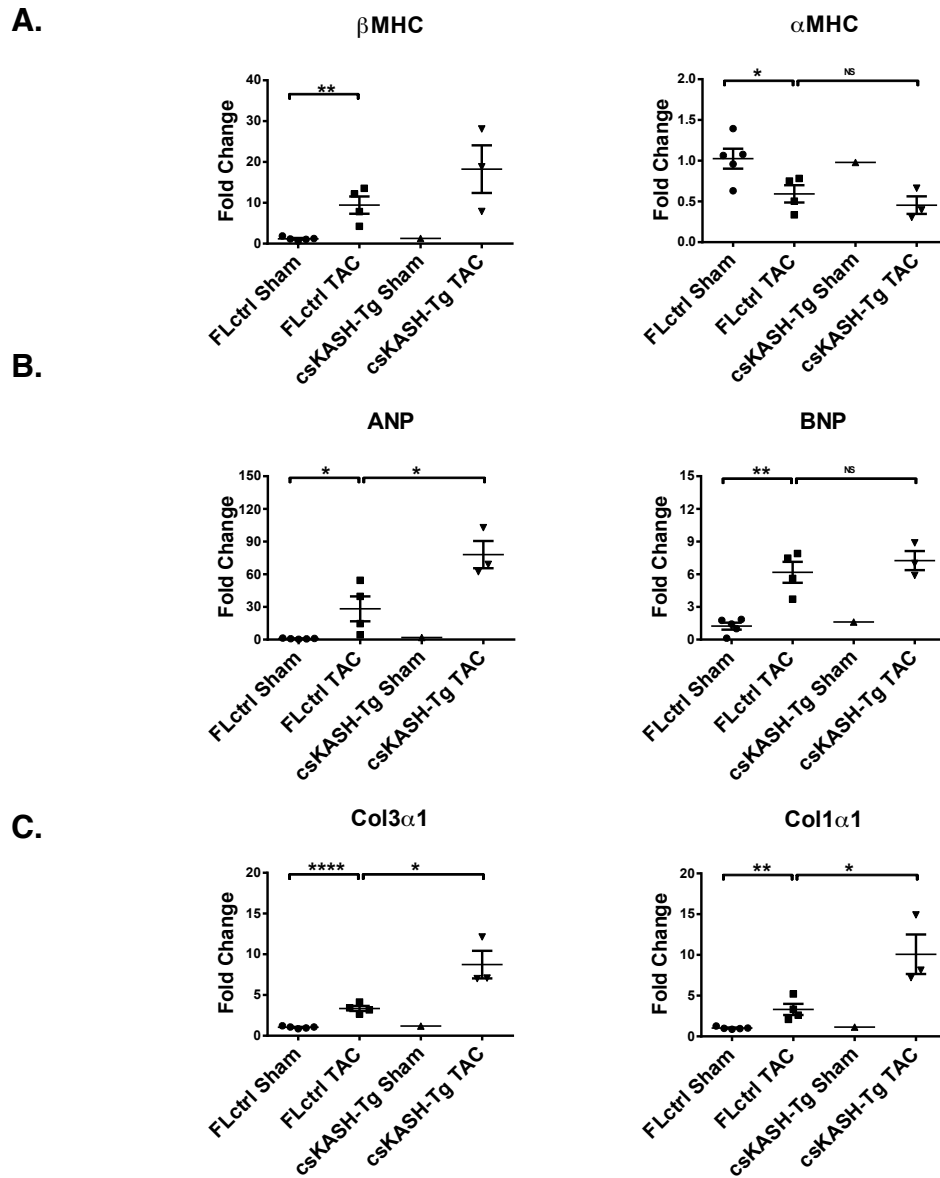 A.
βMHC
Fold Change
40
30
20
10
0
**
FLctrl Sham
FLctrl TAC
csKASH-Tg Sham
csKASH-Tg TAC
αMHC
Fold Change
2.0
1.5
1.0
0.5
0.0
*
NS
FLctrl Sham
FLctrl TAC
csKASH-Tg Sham
csKASH-Tg TAC
B.
ANP
Fold Change
150
120
90
60
30
0
*
*
FLctrl Sham
FLctrl TAC
csKASH-Tg Sham
csKASH-Tg TAC
BNP
Fold Change
15
12
9
6
3
0
**
NS
FLctrl Sham
FLctrl TAC
csKASH-Tg Sham
csKASH-Tg TAC
C.
Col3α1
Fold Change
20
15
10
5
0
****
*
FLctrl Sham
FLctrl TAC
csKASH-Tg Sham
csKASH-Tg TAC
Col1α1
Fold Change
20
15
10
5
0
**
*
FLctrl Sham
FLctrl TAC
csKASH-Tg Sham
csKASH-Tg TAC